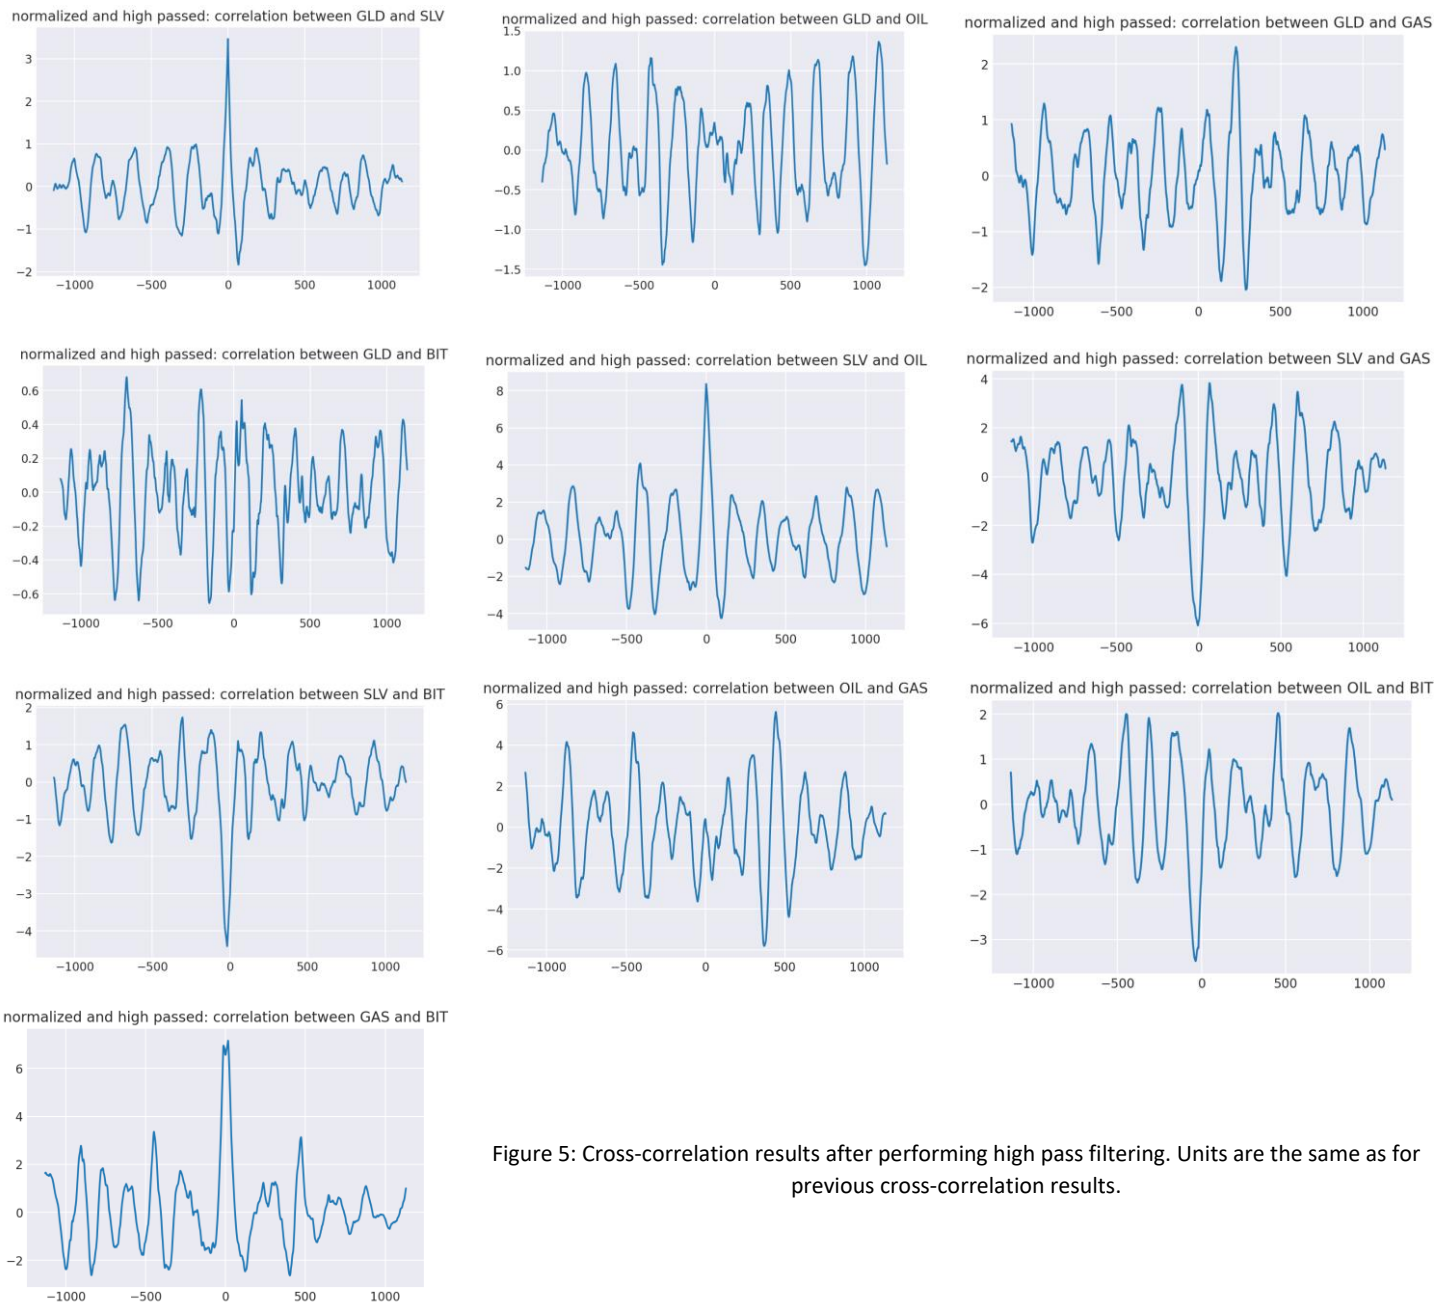 normalized and high passed: correlation between GLD and SLV
3
2
1
0
−1
−2
−1000 −500 0 500 1000
normalized and high passed: correlation between GLD and OIL
1.5
1.0
0.5
0.0
−0.5
−1.0
−1.5
−1000 −500 0 500 1000
normalized and high passed: correlation between GLD and GAS
2
1
0
−1
−2
−1000 −500 0 500 1000
normalized and high passed: correlation between GLD and BIT
0.6
0.4
0.2
0.0
−0.2
−0.4
−0.6
−1000 −500 0 500 1000
normalized and high passed: correlation between SLV and OIL
8
6
4
2
0
−2
−4
−1000 −500 0 500 1000
normalized and high passed: correlation between SLV and GAS
4
2
0
−2
−4
−6
−1000 −500 0 500 1000
normalized and high passed: correlation between SLV and BIT
2
1
0
−1
−2
−3
−4
−1000 −500 0 500 1000
normalized and high passed: correlation between OIL and GAS
6
4
2
0
−2
−4
−6
−1000 −500 0 500 1000
normalized and high passed: correlation between OIL and BIT
2
1
0
−1
−2
−3
−1000 −500 0 500 1000
normalized and high passed: correlation between GAS and BIT
6
4
2
0
−2
−1000 −500 0 500 1000
Figure 5: Cross-correlation results after performing high pass filtering. Units are the same as for
previous cross-correlation results.